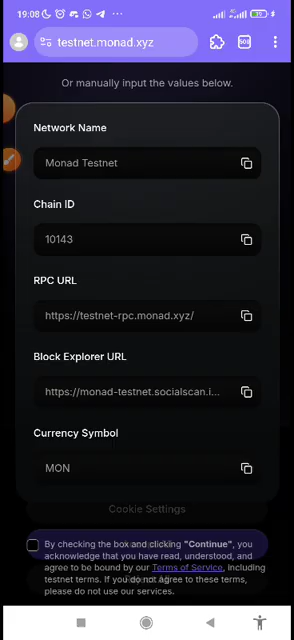 19:08
testnet.monad.xyz
Or manually input the values below.
Network Name
Monad Testnet
Chain ID
10143
RPC URL
https://testnet-rpc.monad.xyz/
Block Explorer URL
https://monad-testnet.socialscan.i...
Currency Symbol
MON
Cookie Settings
By checking the box and clicking "Continue", you
acknowledge that you have read, understood, and
agree to be bound by our Terms of Service, including
testnet terms. If you do not agree to these terms,
please do not use our services.